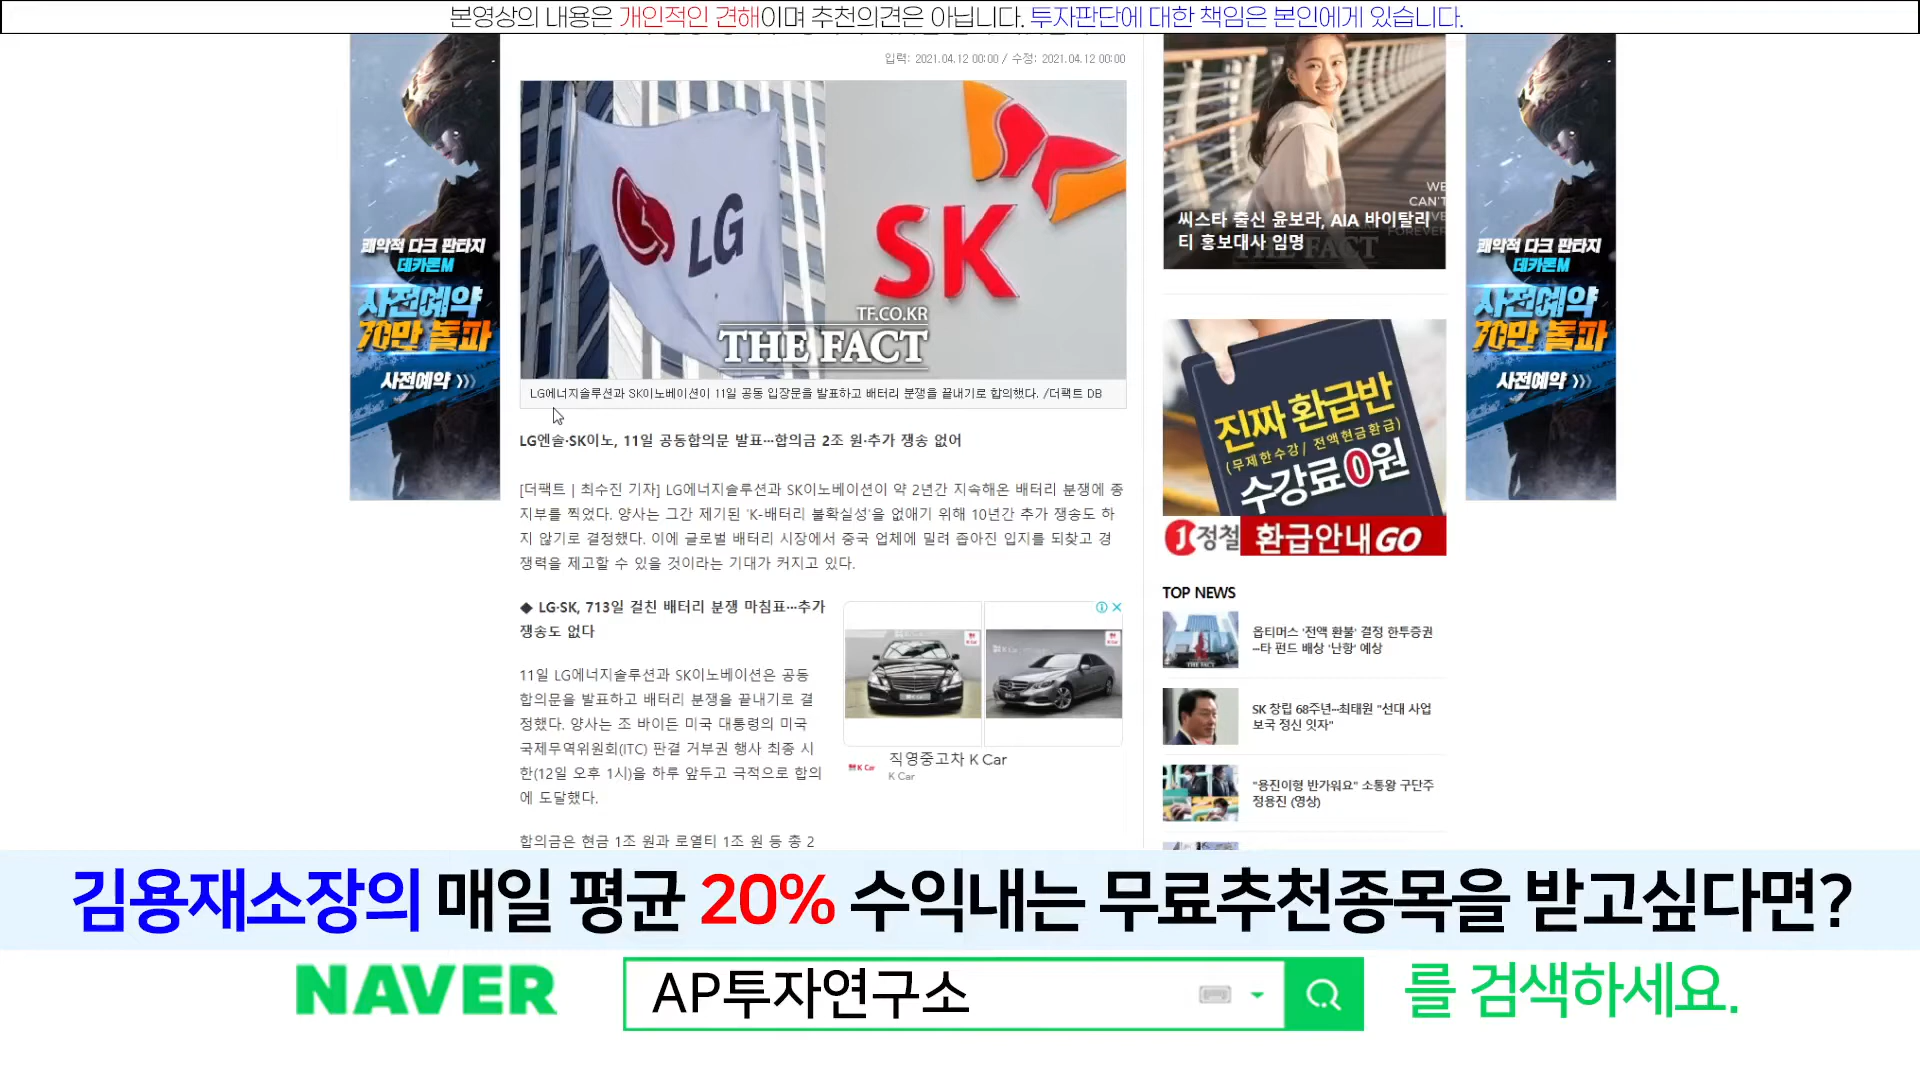 본영상의 내용은 개인적인 견해이며 추천의견은 아닙니다. 투자판단에 대한 책임은 본인에게 있습니다.
입력: 2021.04.12 00:00 / 수정: 2021.04.12 00:00
LG
SK
TF.CO.KR
THE FACT
LG에너지솔루션과 SK이노베이션이 11일 공동 입장문을 발표하고 배터리 분쟁을 끝내기로 합의했다. /더팩트 DB
LG엔솔·SK이노, 11일 공동합의문 발표…합의금 2조 원·추가 쟁송 없어
[더팩트 | 최수진 기자] LG에너지솔루션과 SK이노베이션이 약 2년간 지속해온 배터리 분쟁에 종
지부를 찍었다. 양사는 그간 제기된 'K-배터리 불확실성'을 없애기 위해 10년간 추가 쟁송도 하
지 않기로 결정했다. 이에 글로벌 배터리 시장에서 중국 업체에 밀려 좁아진 입지를 되찾고 경
쟁력을 제고할 수 있을 것이라는 기대가 커지고 있다.
◆ LG·SK, 713일 걸친 배터리 분쟁 마침표…추가
쟁송도 없다
11일 LG에너지솔루션과 SK이노베이션은 공동
합의문을 발표하고 배터리 분쟁을 끝내기로 결
정했다. 양사는 조 바이든 미국 대통령의 미국
국제무역위원회(ITC) 판결 거부권 행사 최종 시
한(12일 오후 1시)을 하루 앞두고 극적으로 합의
에 도달했다.
합의금은 현금 1조 원과 로열티 1조 원 등 총 2
K Car
직영중고차 K Car
K Car
쾌악적 다크 판타지
데카론M
사전예약
70만 돌파
사전예약 》》
WE
CAN'T
FOREVER
씨스타 출신 윤보라, AIA 바이탈리
티 홍보대사 임명
THE FACT
진짜 환급반
(무제한수강/ 전액현금환급)
수강료 0원
J정철 환급안내GO
쾌악적 다크 판타지
데카론M
사전예약
70만 돌파
사전예약 》》
TOP NEWS
옵티머스 '전액 환불' 결정 한투증권
…타 펀드 배상 '난항' 예상
SK 창립 68주년…최태원 "선대 사업
보국 정신 잇자"
"용진이형 반가워요" 소통왕 구단주
정용진 (영상)
김용재소장의 매일 평균 20% 수익내는 무료추천종목을 받고싶다면?
NAVER AP투자연구소 를 검색하세요.